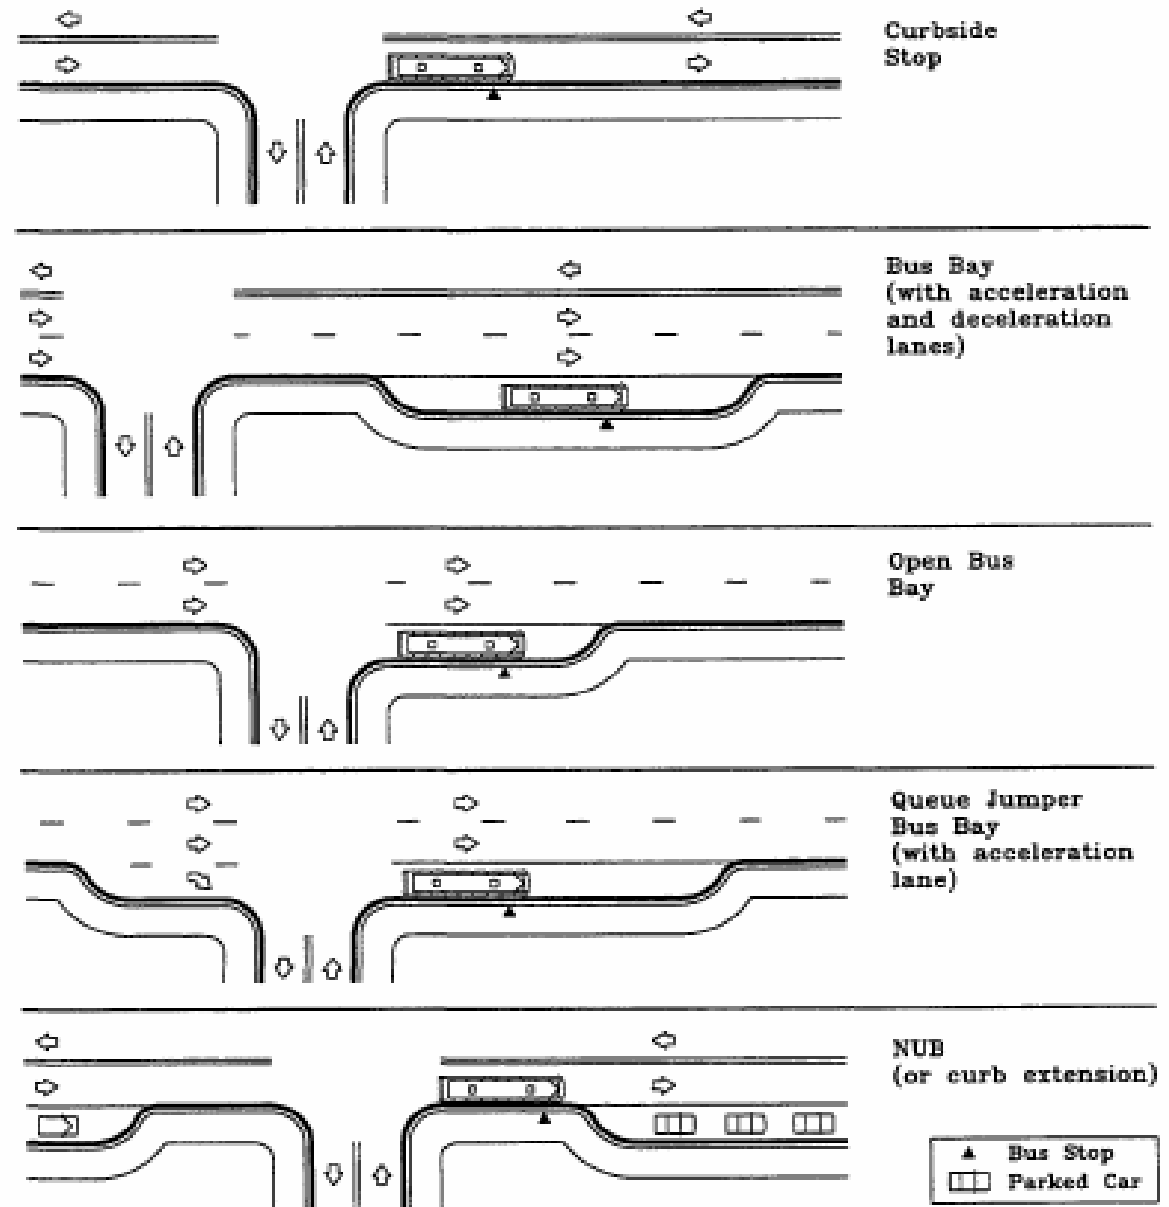 Curbside
Stop
Bus Bay
(with acceleration
and deceleration
lanes)
Open Bus
Bay
Queue Jumper
Bus Bay
(with acceleration
lane)
NUB
(or curb extension)
Bus Stop
Parked Car